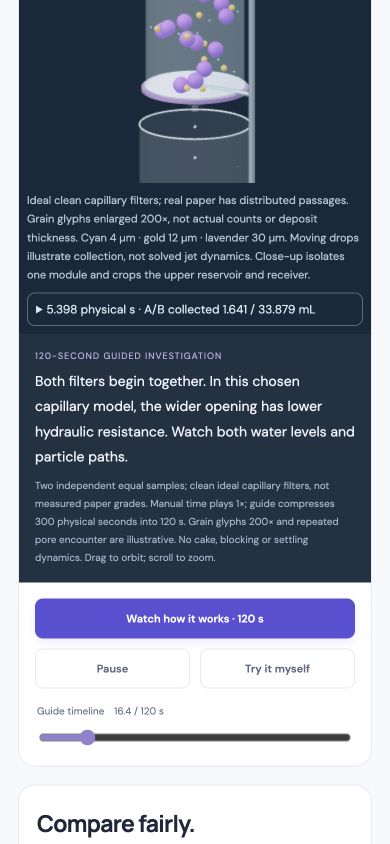 Ideal clean capillary filters; real paper has distributed passages.
Grain glyphs enlarged 200×, not actual counts or deposit
thickness. Cyan 4 μm · gold 12 μm · lavender 30 μm. Moving drops
illustrate collection, not solved jet dynamics. Close-up isolates
one module and crops the upper reservoir and receiver.
▶ 5.398 physical s · A/B collected 1.641 / 33.879 mL
120-SECOND GUIDED INVESTIGATION
Both filters begin together. In this chosen
capillary model, the wider opening has lower
hydraulic resistance. Watch both water levels and
particle paths.
Two independent equal samples; clean ideal capillary filters, not
measured paper grades. Manual time plays 1×; guide compresses
300 physical seconds into 120 s. Grain glyphs 200× and repeated
pore encounter are illustrative. No cake, blocking or settling
dynamics. Drag to orbit; scroll to zoom.
Watch how it works · 120 s
Pause
Try it myself
Guide timeline 16.4 / 120 s
Compare fairly.